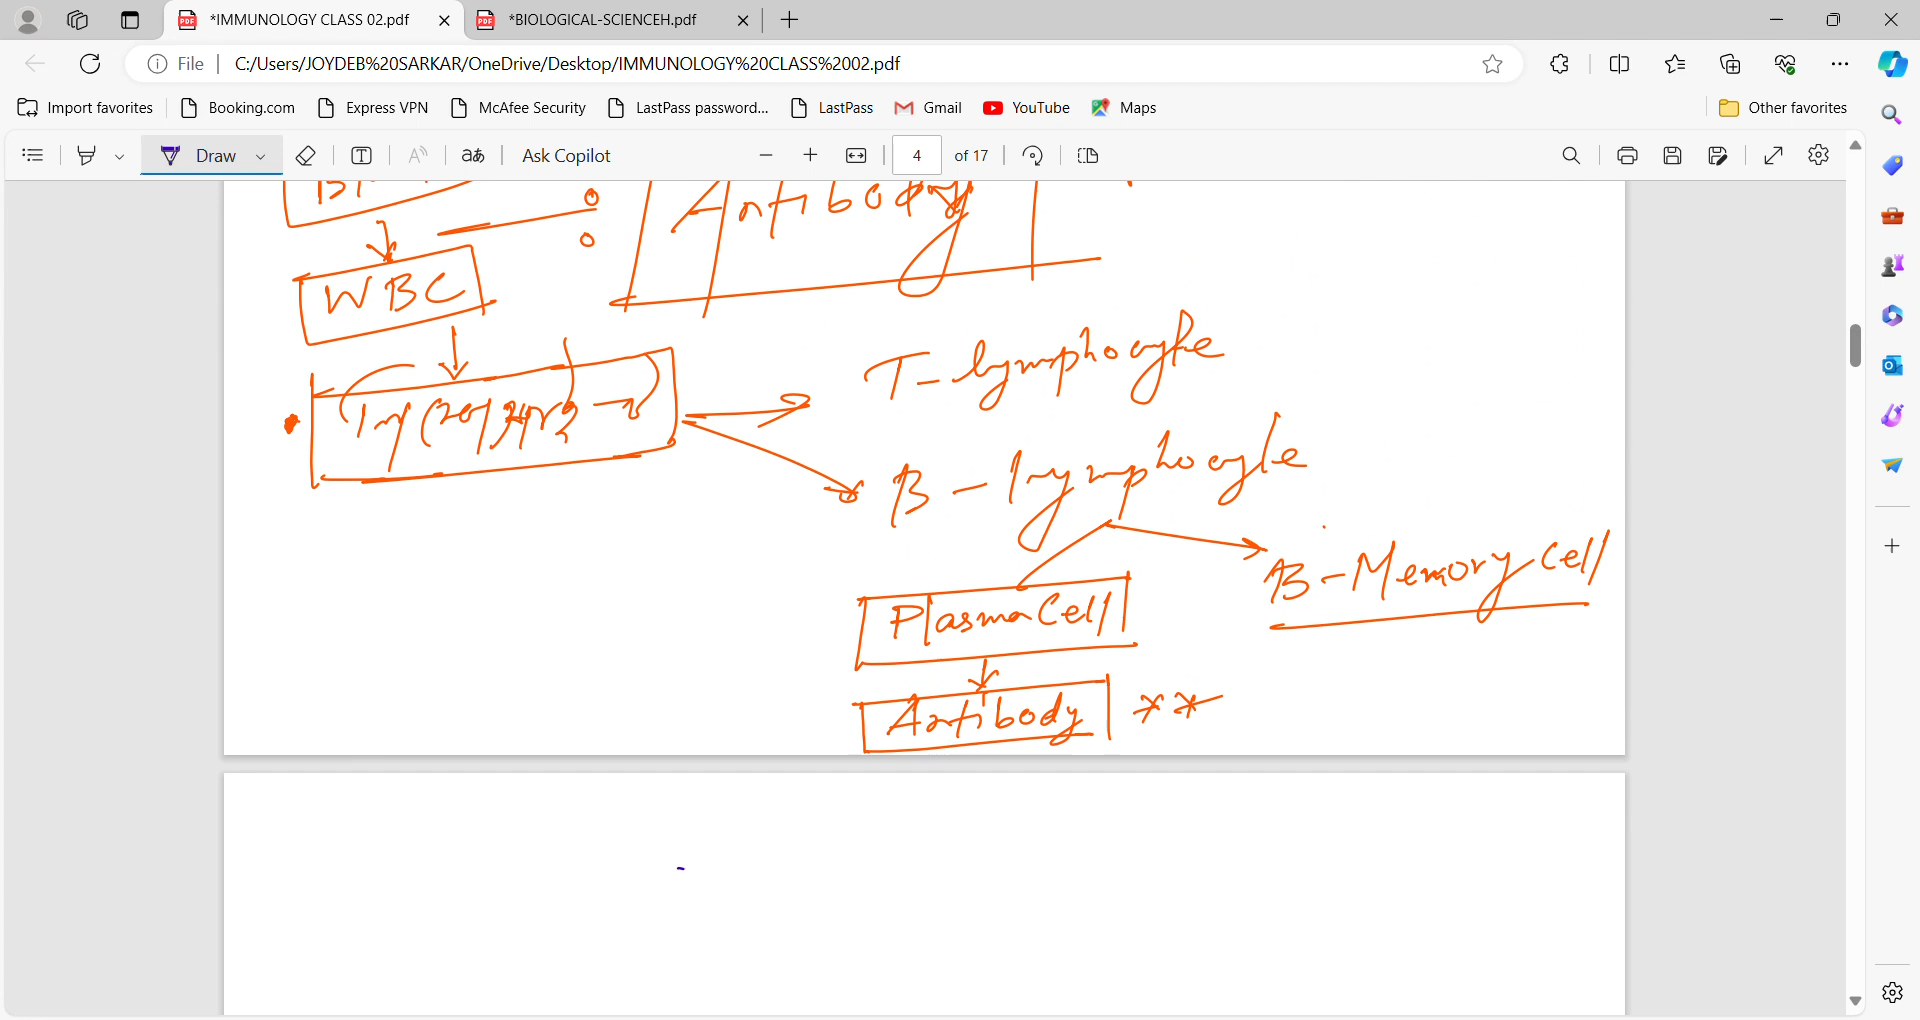 *IMMUNOLOGY CLASS 02.pdf
*BIOLOGICAL-SCIENCEH.pdf
File
C:/Users/JOYDEB%20SARKAR/OneDrive/Desktop/IMMUNOLOGY%20CLASS%2002.pdf
Import favorites
Booking.com
Express VPN
McAfee Security
LastPass password...
LastPass
Gmail
YouTube
Maps
Other favorites
Draw
Ask Copilot
4 of 17
Antibody
WBC
T-lymphocyte
B-lymphocyte
B-Memory Cell
Plasma Cell
Antibody **